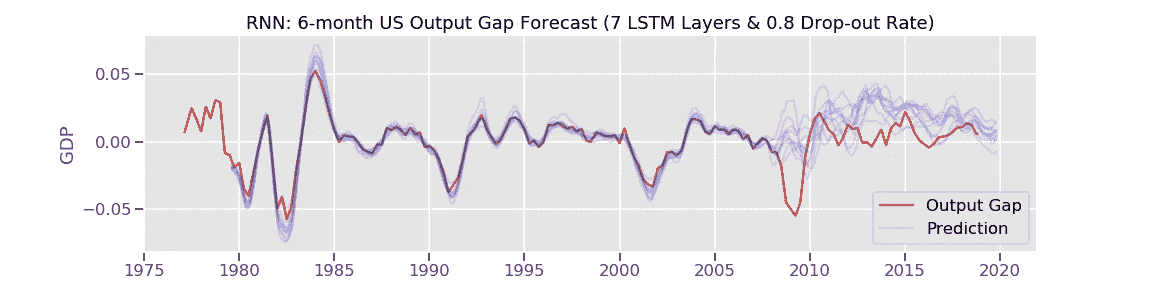 RNN: 6-month US Output Gap Forecast (7 LSTM Layers & 0.8 Drop-out Rate)
GDP
0.05
0.00
−0.05
Output Gap
Prediction
1975 1980 1985 1990 1995 2000 2005 2010 2015 2020